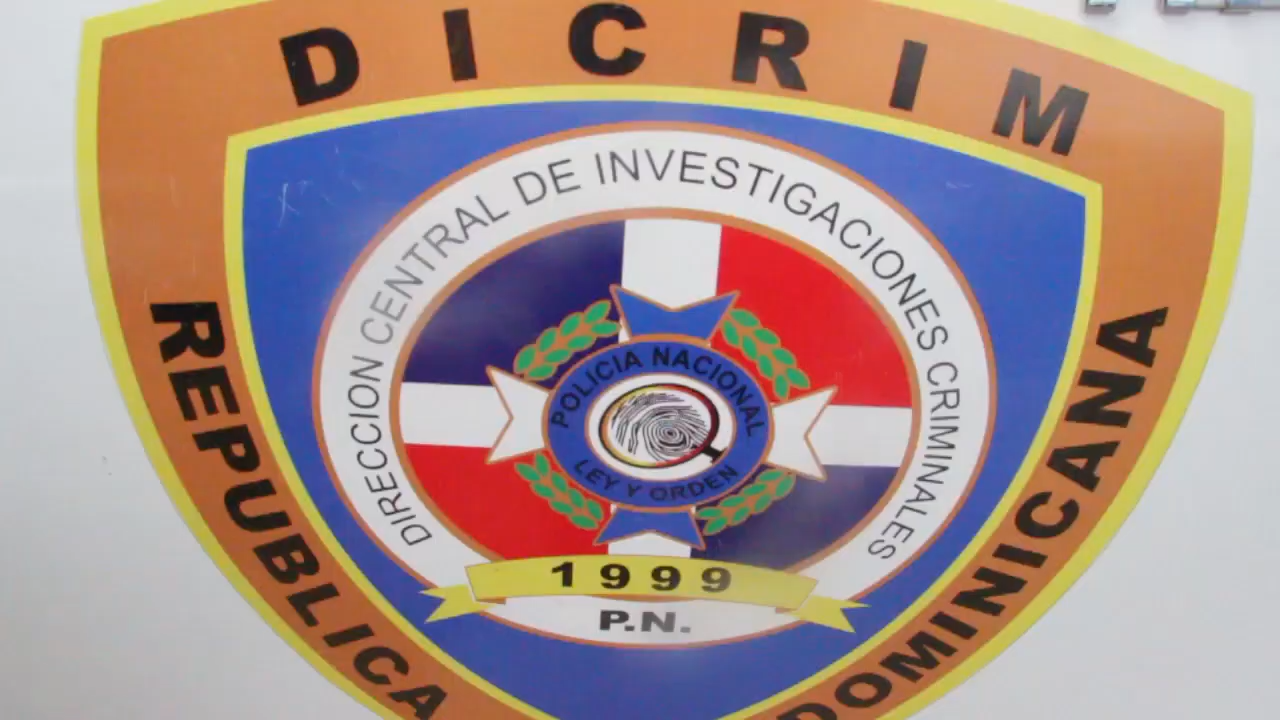 DICRIM
DIRECCION CENTRAL DE INVESTIGACIONES CRIMINALES
POLICIA NACIONAL
LEY Y ORDEN
1999
P.N.
REPUBLICA
DOMINICANA